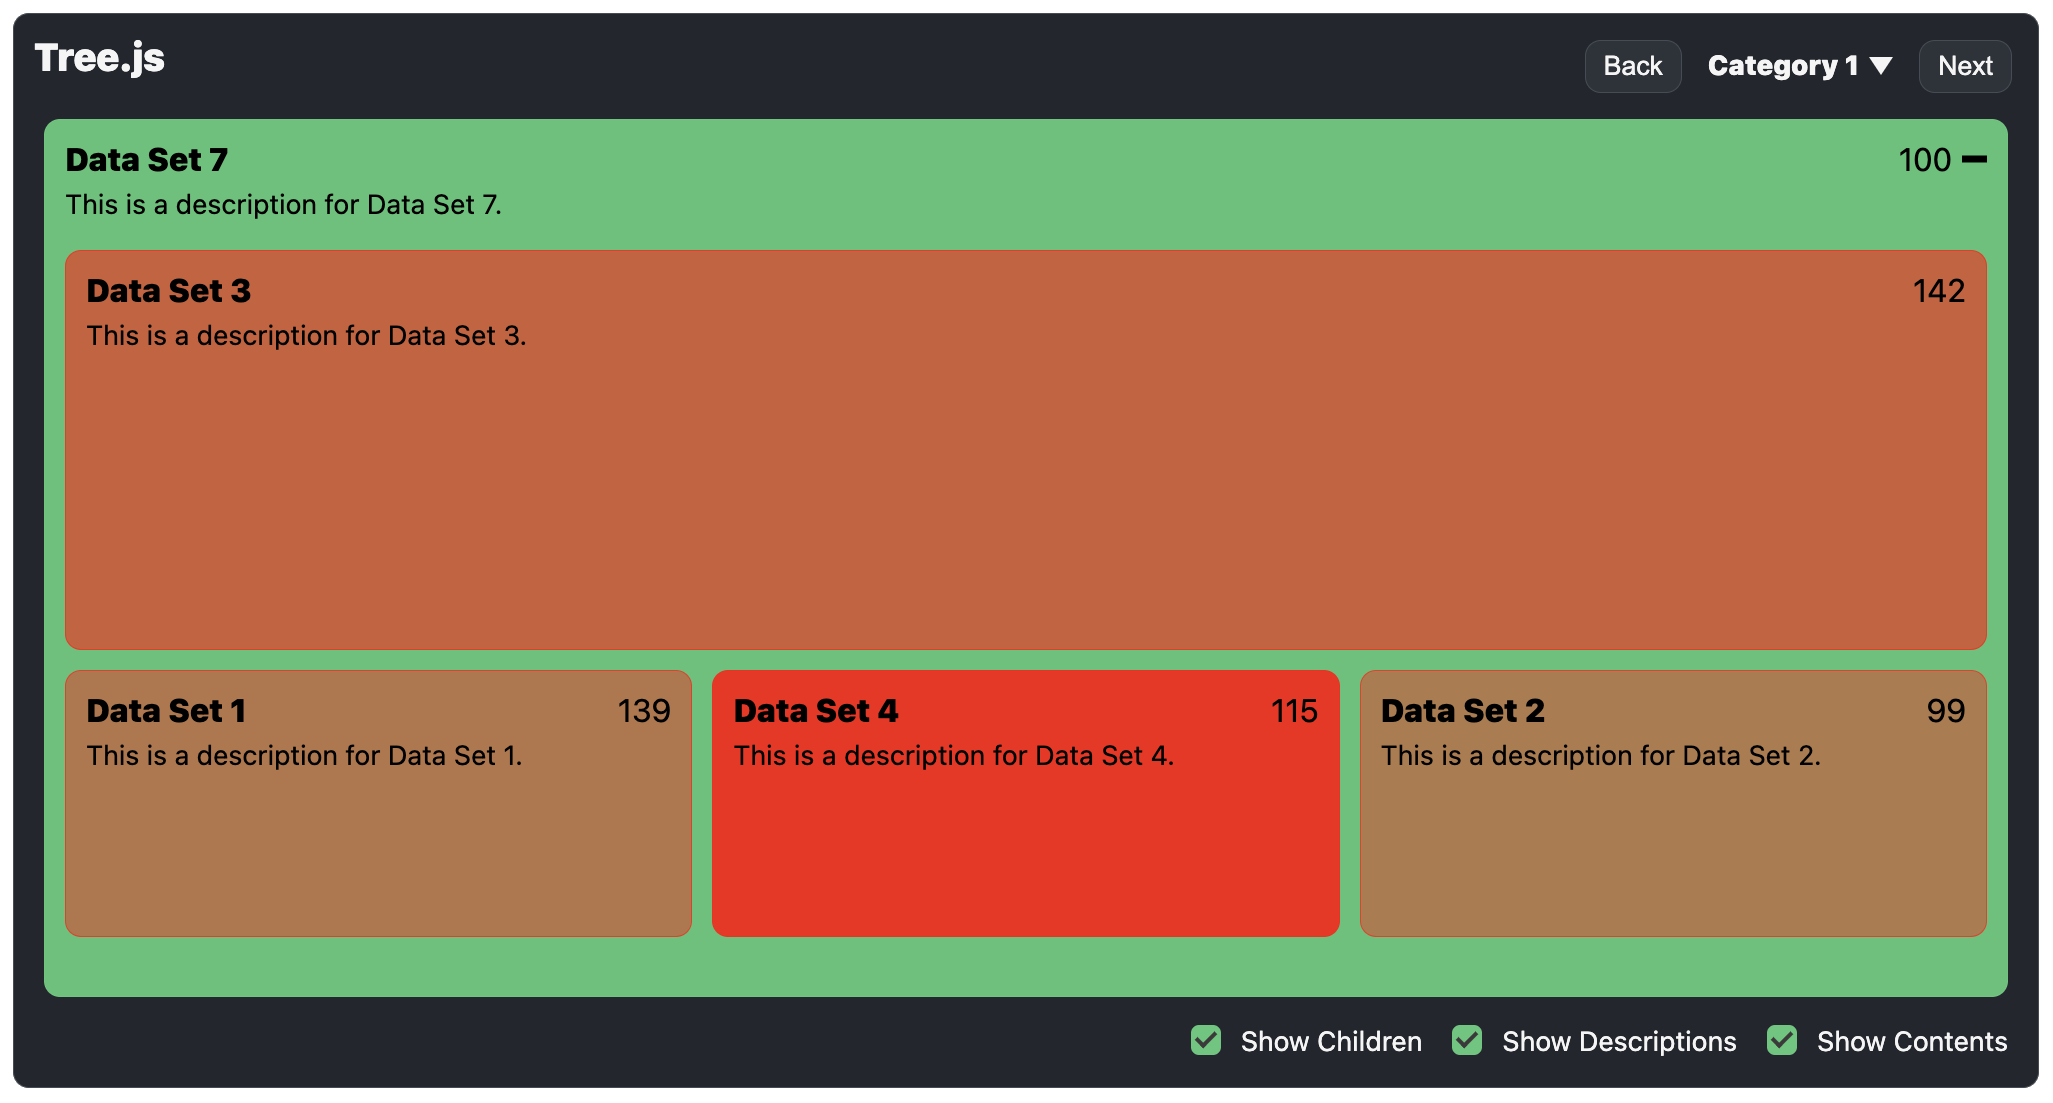 Tree.js
Back Category 1 ▼ Next
Data Set 7 100
This is a description for Data Set 7.
Data Set 3 142
This is a description for Data Set 3.
Data Set 1 139
This is a description for Data Set 1.
Data Set 4 115
This is a description for Data Set 4.
Data Set 2 99
This is a description for Data Set 2.
Show Children Show Descriptions Show Contents